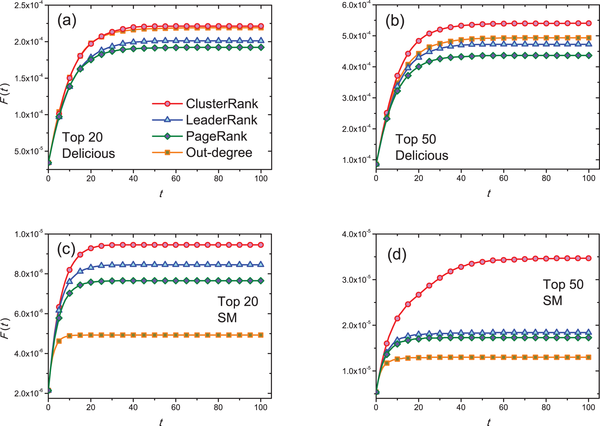 (a)
2.5x10⁻⁴
2.0x10⁻⁴
1.5x10⁻⁴
1.0x10⁻⁴
5.0x10⁻⁵
F(t)
ClusterRank
LeaderRank
PageRank
Out-degree
Top 20
Delicious
0 20 40 60 80 100
t
(b)
6.0x10⁻⁴
5.0x10⁻⁴
4.0x10⁻⁴
3.0x10⁻⁴
2.0x10⁻⁴
1.0x10⁻⁴
Top 50
Delicious
0 20 40 60 80 100
t
(c)
1.0x10⁻⁵
8.0x10⁻⁶
6.0x10⁻⁶
4.0x10⁻⁶
2.0x10⁻⁶
F(t)
Top 20
SM
0 20 40 60 80 100
t
(d)
4.0x10⁻⁵
3.0x10⁻⁵
2.0x10⁻⁵
1.0x10⁻⁵
Top 50
SM
0 20 40 60 80 100
t